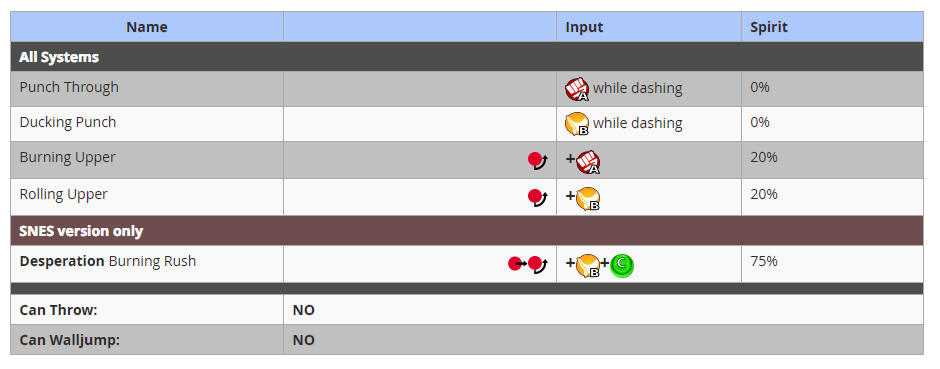 Name Input Spirit
All Systems
Punch Through A while dashing 0%
Ducking Punch B while dashing 0%
Burning Upper +A 20%
Rolling Upper +B 20%
SNES version only
Desperation Burning Rush +B+C 75%
Can Throw: NO
Can Walljump: NO